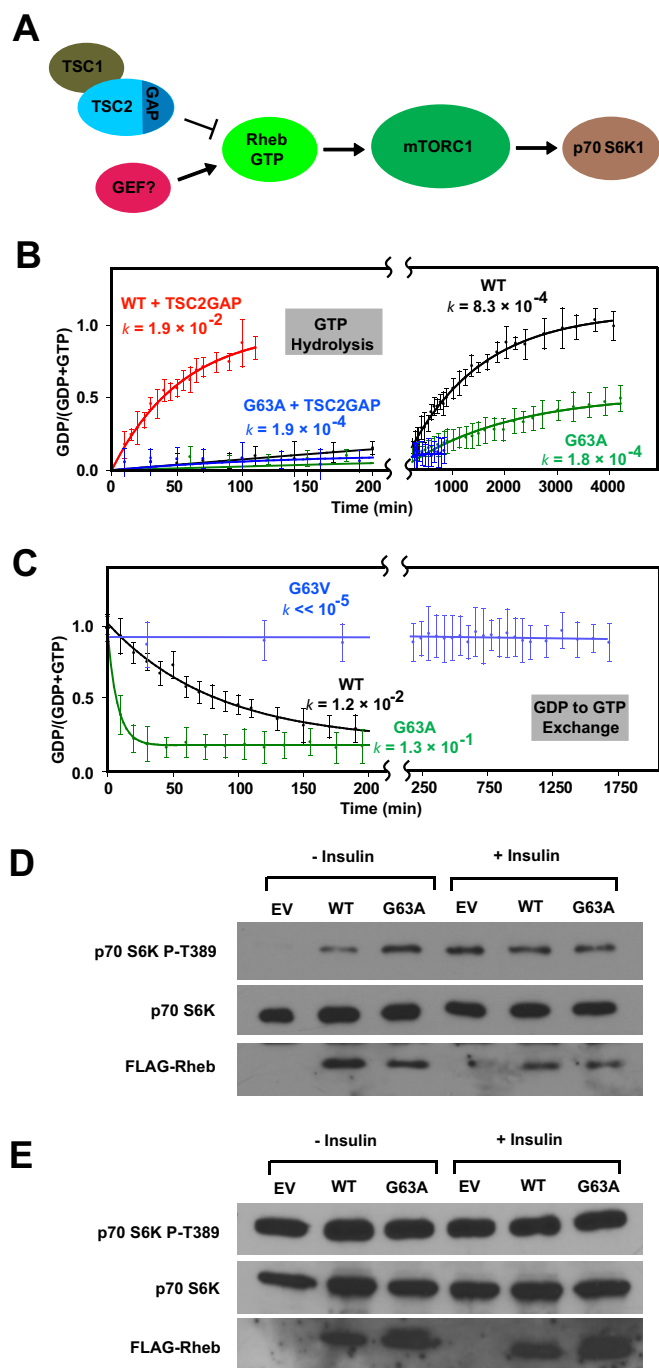 A
TSC1
TSC2
GAP
GEF?
Rheb
GTP
mTORC1
p70 S6K1
B
GDP/(GDP+GTP)
1.0
0.5
0.0
WT + TSC2GAP
k = 1.9 × 10-2
GTP
Hydrolysis
G63A + TSC2GAP
k = 1.9 × 10-4
WT
k = 8.3 × 10-4
G63A
k = 1.8 × 10-4
0 50 100 150 200 1000 2000 3000 4000
Time (min)
C
GDP/(GDP+GTP)
1.0
0.5
0.0
G63V
k << 10-5
WT
k = 1.2 × 10-2
G63A
k = 1.3 × 10-1
GDP to GTP
Exchange
0 50 100 150 200 250 750 1250 1750
Time (min)
D
- Insulin + Insulin
EV WT G63A EV WT G63A
p70 S6K P-T389
p70 S6K
FLAG-Rheb
E
- Insulin + Insulin
EV WT G63A EV WT G63A
p70 S6K P-T389
p70 S6K
FLAG-Rheb